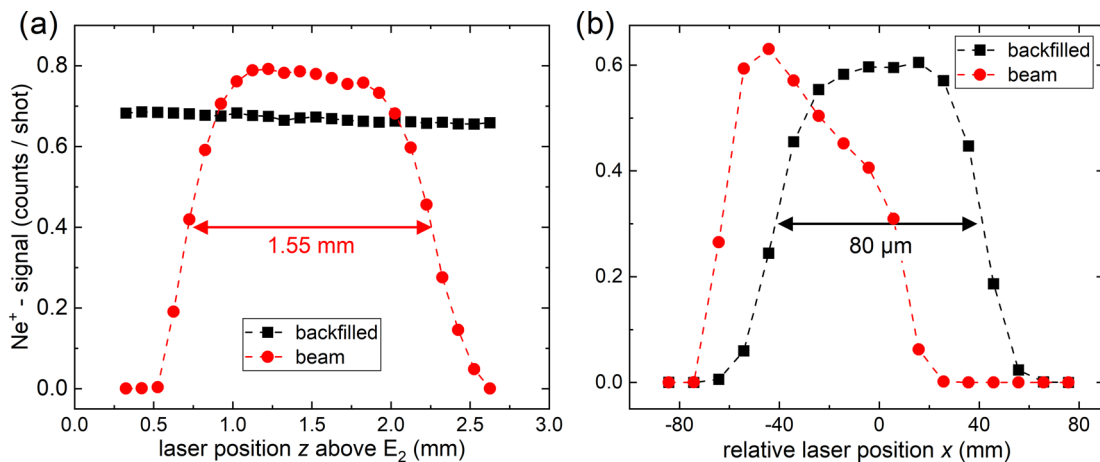 (a)
Ne+ - signal (counts / shot)
0.8
0.6
0.4
0.2
0.0
1.55 mm
backfilled
beam
0.0 0.5 1.0 1.5 2.0 2.5 3.0
laser position z above E2 (mm)
(b)
0.6
0.4
0.2
0.0
backfilled
beam
80 µm
-80 -40 0 40 80
relative laser position x (mm)